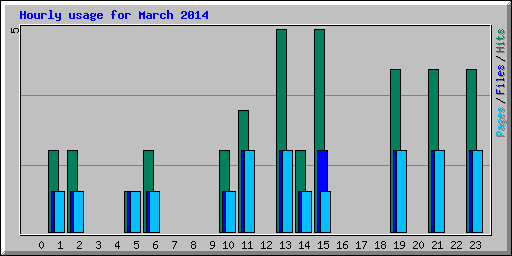 Hourly usage for March 2014
5
Pages/Files/Hits
0 1 2 3 4 5 6 7 8 9 10 11 12 13 14 15 16 17 18 19 20 21 22 23